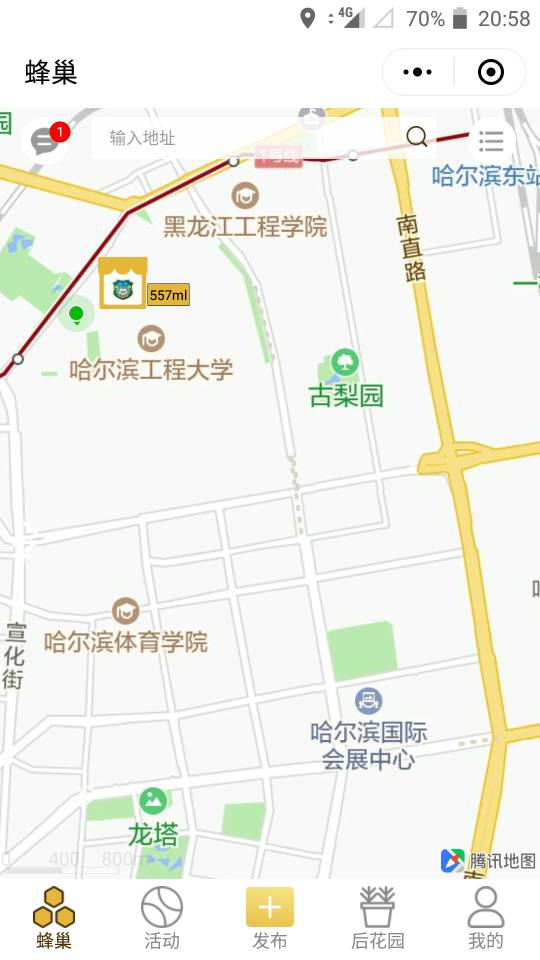 4G 70% 20:58
蜂巢
园
1
输入地址
1号线
哈尔滨东站
黑龙江工程学院
南直路
557ml
哈尔滨工程大学
古梨园
哈尔滨体育学院
宣化街
哈尔滨国际
会展中心
龙塔
0 400 800m
腾讯地图
蜂巢 活动 发布 后花园 我的